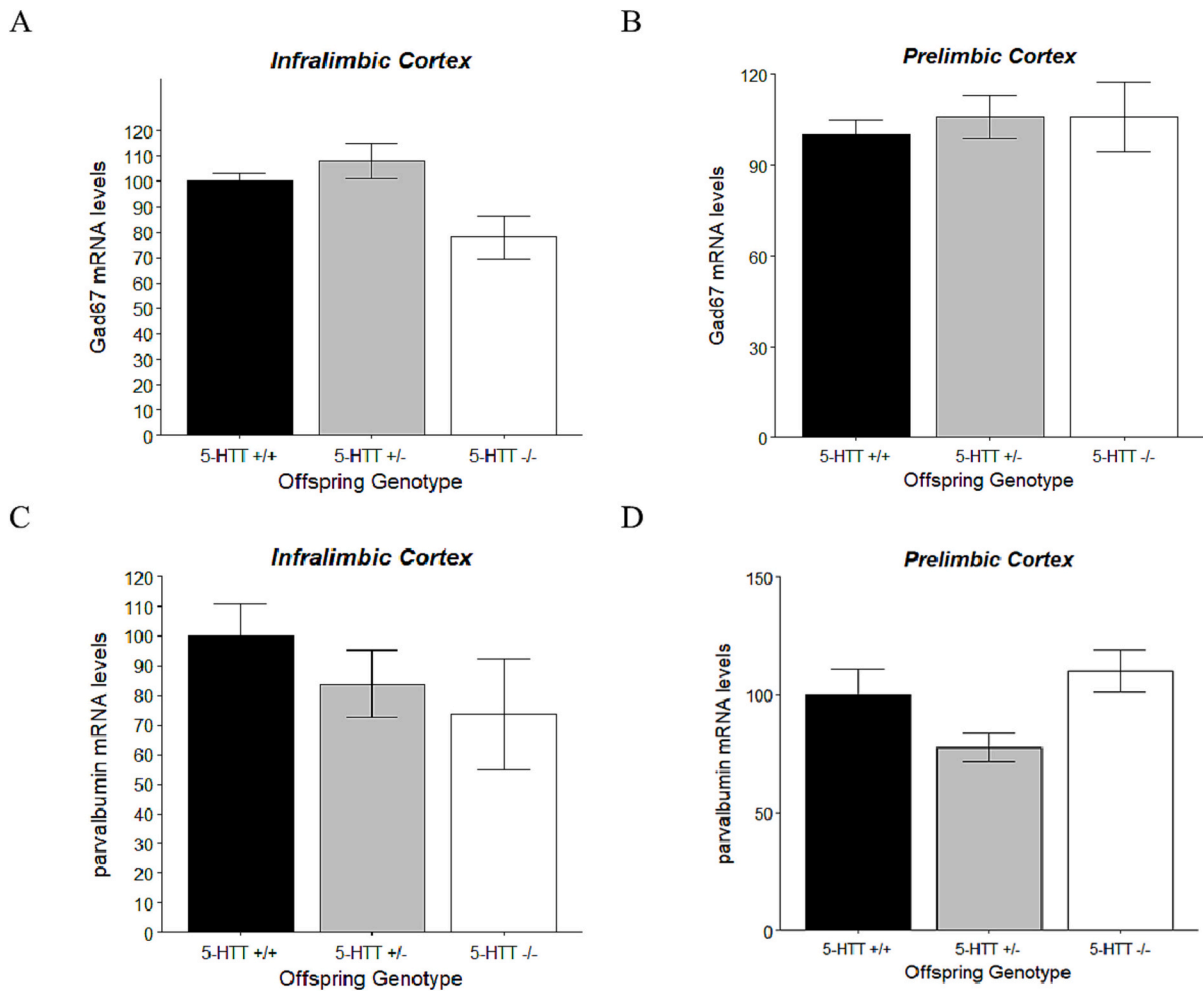 A
Infralimbic Cortex
Gad67 mRNA levels
120
110
100
90
80
70
60
50
40
30
20
10
0
5-HTT +/+
5-HTT +/-
5-HTT -/-
Offspring Genotype
B
Prelimbic Cortex
Gad67 mRNA levels
120
90
60
30
0
5-HTT +/+
5-HTT +/-
5-HTT -/-
Offspring Genotype
C
Infralimbic Cortex
parvalbumin mRNA levels
120
110
100
90
80
70
60
50
40
30
20
10
0
5-HTT +/+
5-HTT +/-
5-HTT -/-
Offspring Genotype
D
Prelimbic Cortex
parvalbumin mRNA levels
150
100
50
0
5-HTT +/+
5-HTT +/-
5-HTT -/-
Offspring Genotype